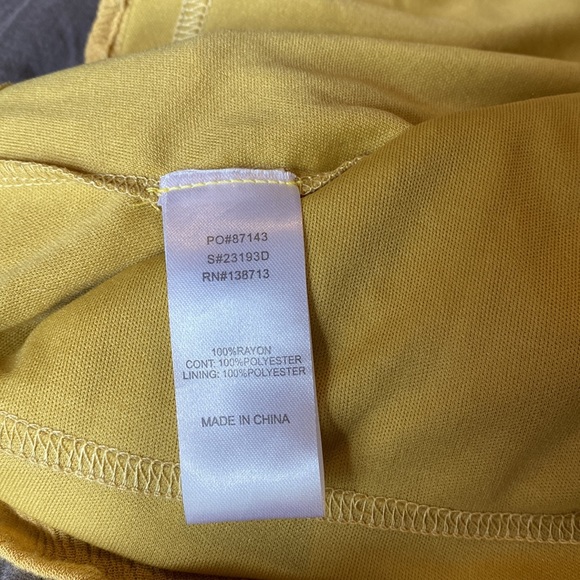 PO#87143
S#23193D
RN#138713
100%RAYON
CONT: 100%POLYESTER
LINING: 100%POLYESTER
MADE IN CHINA